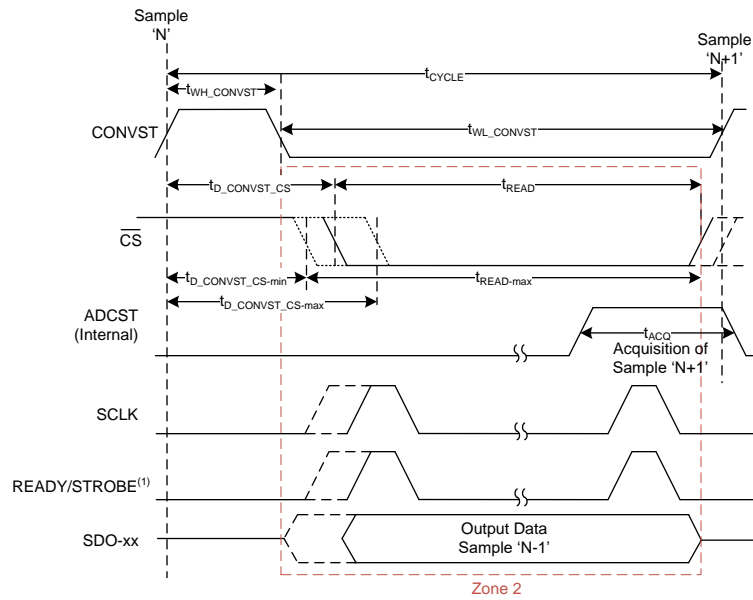 Sample
'N'
Sample
'N+1'
tCYCLE
tWH_CONVST
CONVST
tWL_CONVST
tD_CONVST_CS
tREAD
CS
tD_CONVST_CS-min
tREAD-max
tD_CONVST_CS-max
ADCST
(Internal)
tACQ
Acquisition of
Sample 'N+1'
SCLK
READY/STROBE(1)
SDO-xx
Output Data
Sample 'N-1'
Zone 2